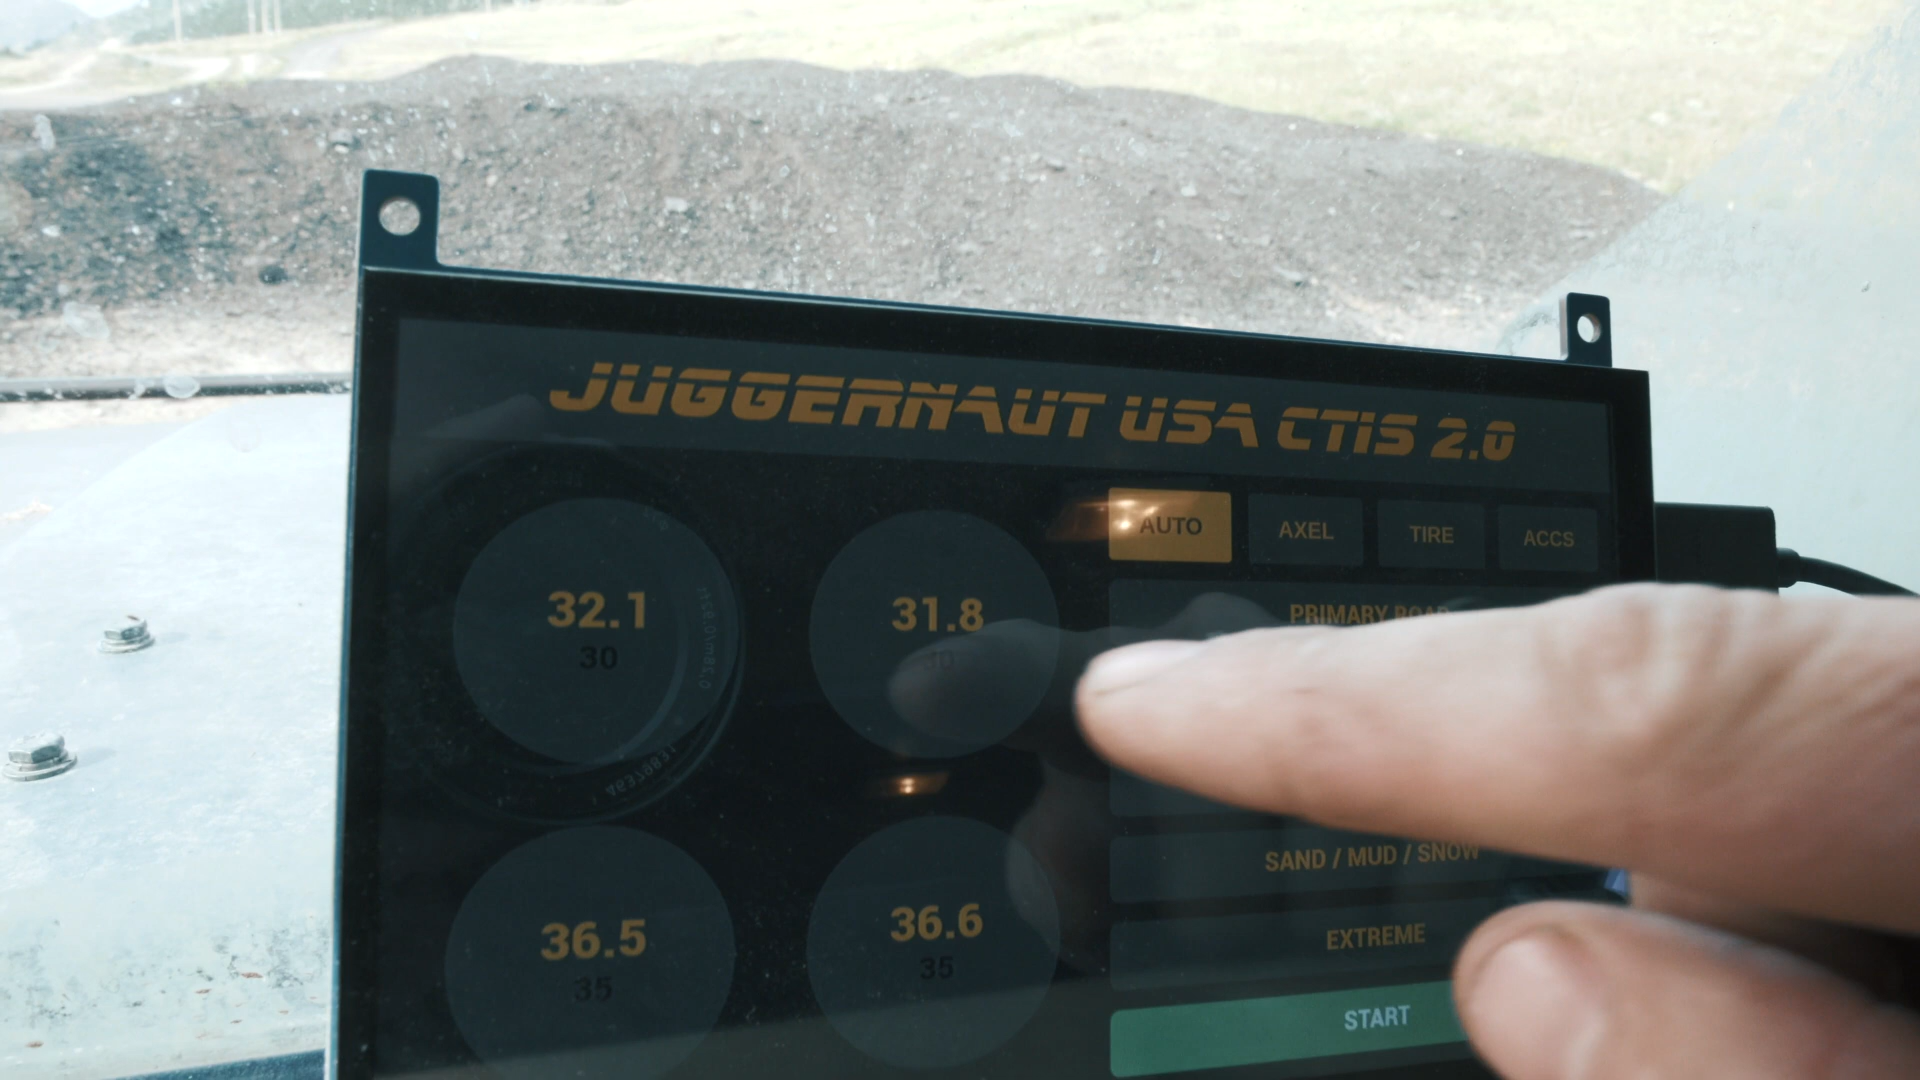 JUGGERNAUT USA CTIS 2.0
AUTO
AXEL
TIRE
ACCS
32.1
30
31.8
30
PRIMARY ROAD
SAND / MUD / SNOW
36.5
35
36.6
35
EXTREME
START